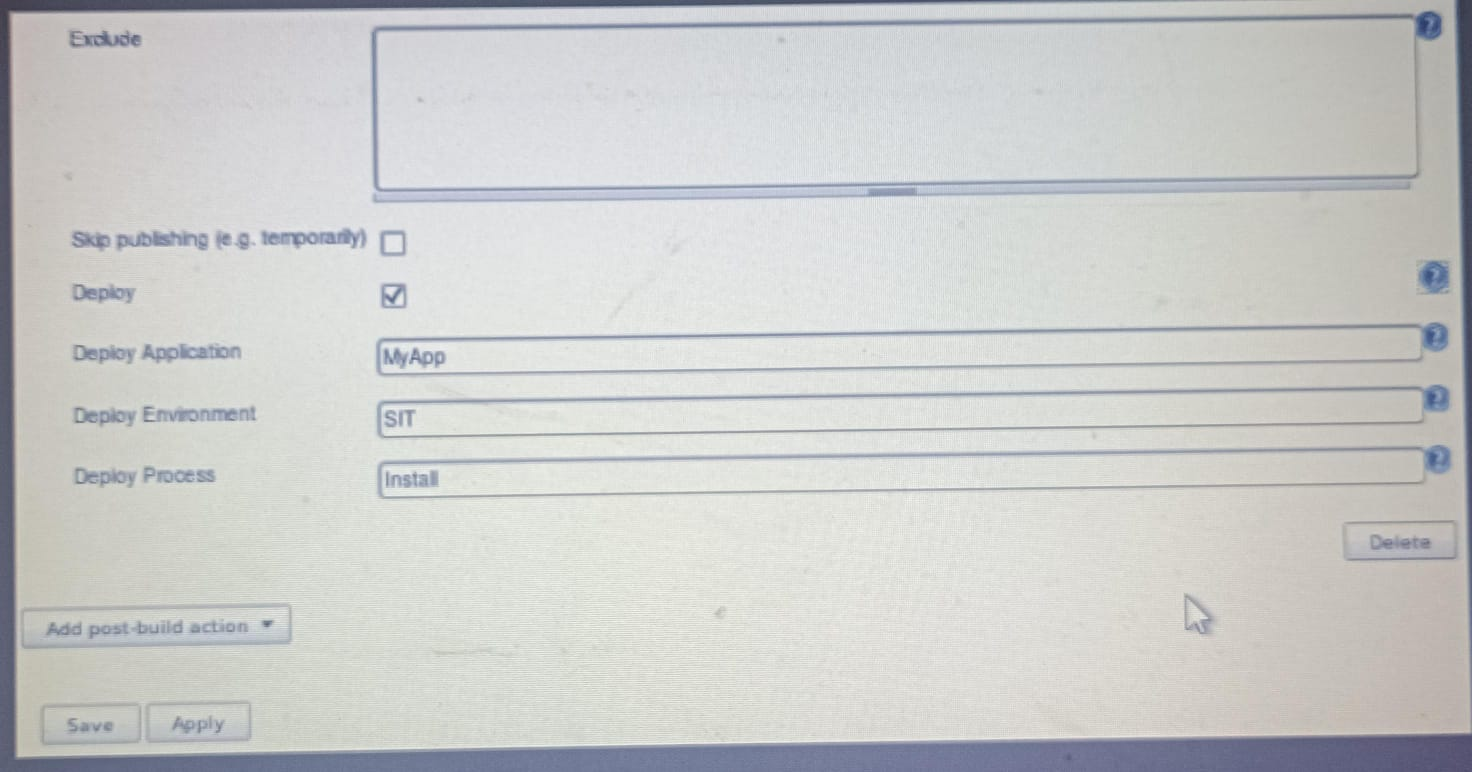 Exclude
Skip publishing (e.g. temporarily)
Deploy
Deploy Application MyApp
Deploy Environment SIT
Deploy Process Install
Delete
Add post-build action
Save Apply